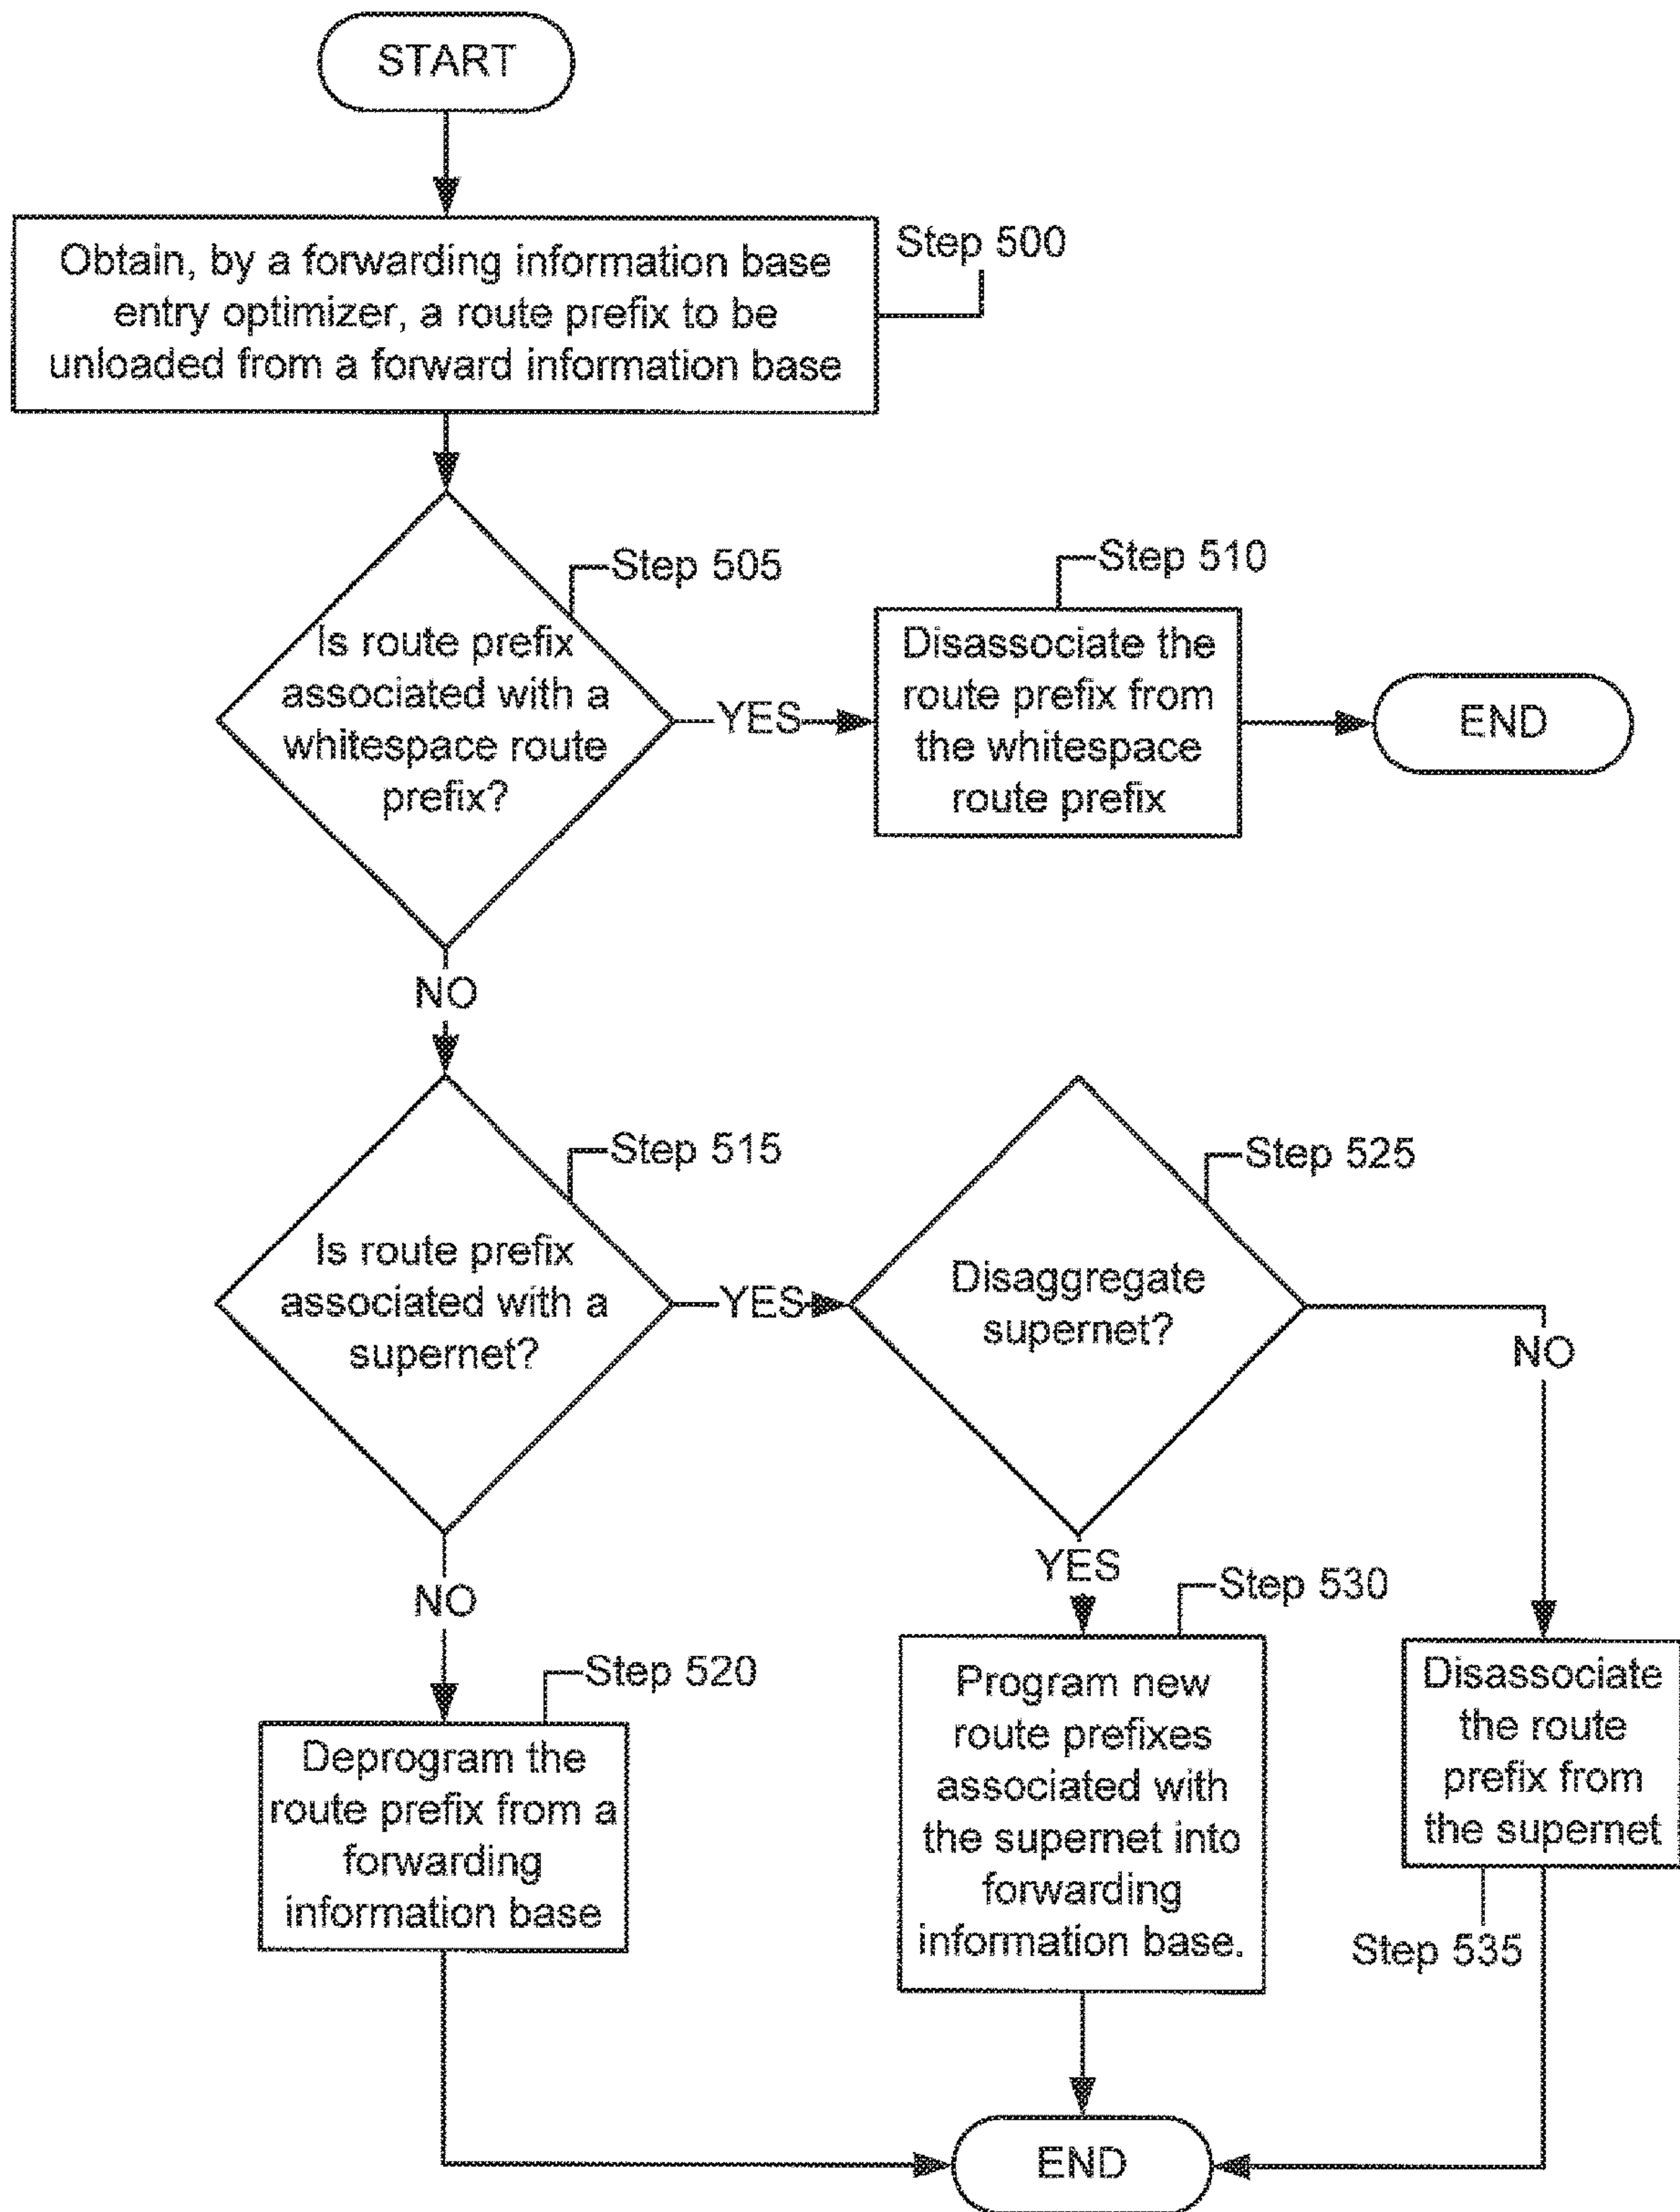 START
Obtain, by a forwarding information base
entry optimizer, a route prefix to be
unloaded from a forward information base
Step 500
Step 505
Is route prefix
associated with a
whitespace route
prefix?
YES
Step 510
Disassociate the
route prefix from
the whitespace
route prefix
END
NO
Step 515
Is route prefix
associated with a
supernet?
YES
Step 525
Disaggregate
supernet?
NO
NO
YES
Step 520
Deprogram the
route prefix from a
forwarding
information base
Step 530
Program new
route prefixes
associated with
the supernet into
forwarding
information base.
Disassociate
the route
prefix from
the supernet
Step 535
END